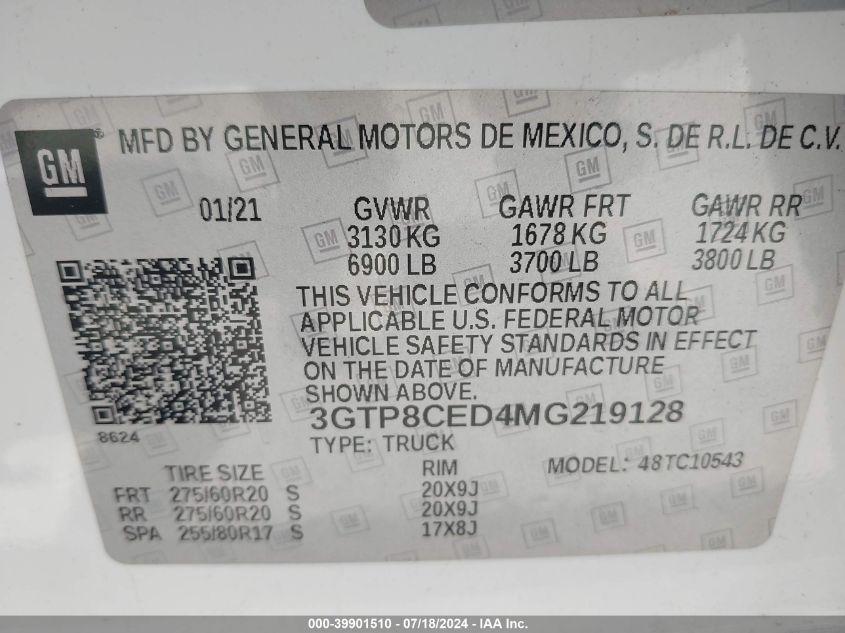 GM® MFD BY GENERAL MOTORS DE MEXICO, S. DE R.L. DE C.V.
01/21 GVWR GAWR FRT GAWR RR
3130 KG 1678 KG 1724 KG
6900 LB 3700 LB 3800 LB
THIS VEHICLE CONFORMS TO ALL
APPLICABLE U.S. FEDERAL MOTOR
VEHICLE SAFETY STANDARDS IN EFFECT
ON THE DATE OF MANUFACTURE
SHOWN ABOVE.
3GTP8CED4MG219128
8624
TYPE: TRUCK
TIRE SIZE RIM MODEL: 48TC10543
FRT 275/60R20 S 20X9J
RR 275/60R20 S 20X9J
SPA 255/80R17 S 17X8J
000-39901510 - 07/18/2024 - IAA Inc.